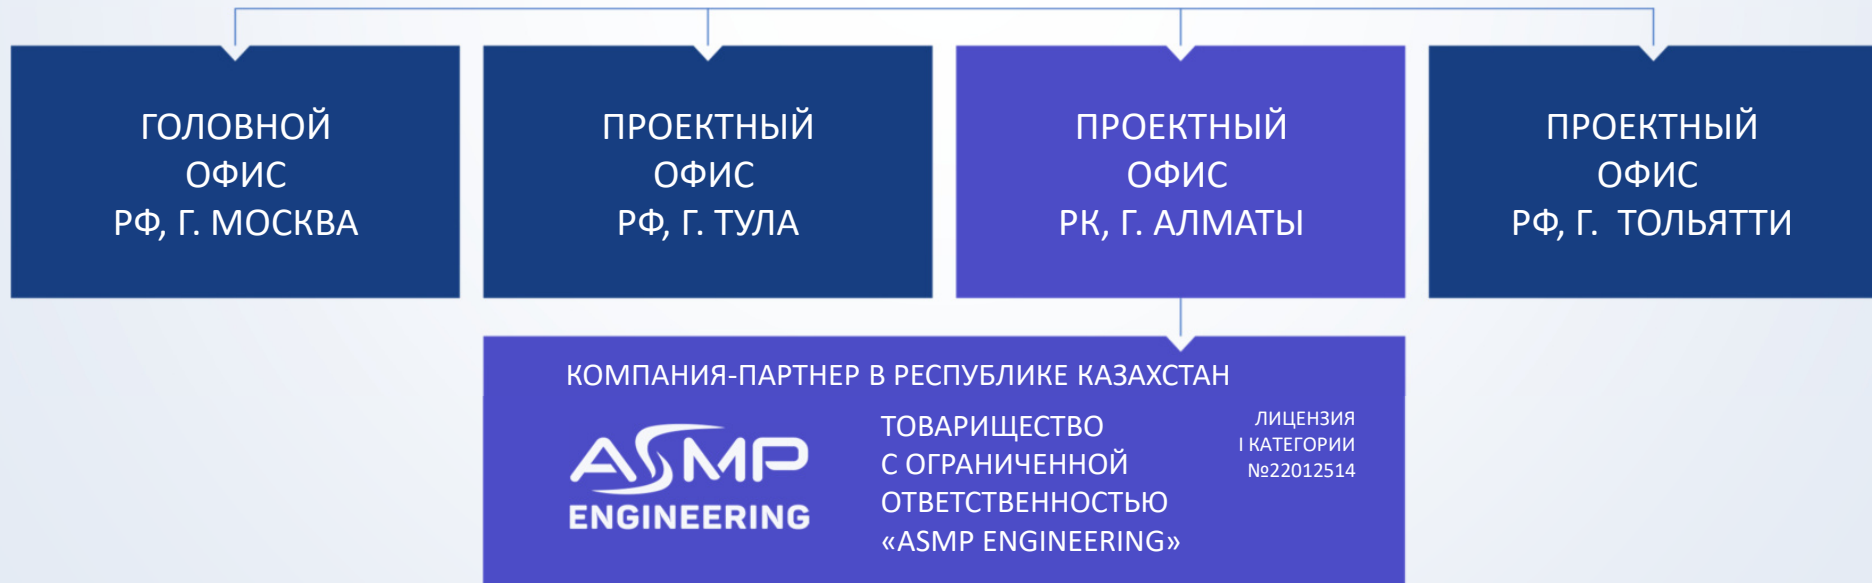 ГОЛОВНОЙ
ОФИС
РФ, Г. МОСКВА
ПРОЕКТНЫЙ
ОФИС
РФ, Г. ТУЛА
ПРОЕКТНЫЙ
ОФИС
РК, Г. АЛМАТЫ
ПРОЕКТНЫЙ
ОФИС
РФ, Г. ТОЛЬЯТТИ
КОМПАНИЯ-ПАРТНЕР В РЕСПУБЛИКЕ КАЗАХСТАН
ASMP
ENGINEERING
ТОВАРИЩЕСТВО
С ОГРАНИЧЕННОЙ
ОТВЕТСТВЕННОСТЬЮ
«ASMP ENGINEERING»
ЛИЦЕНЗИЯ
I КАТЕГОРИИ
№22012514